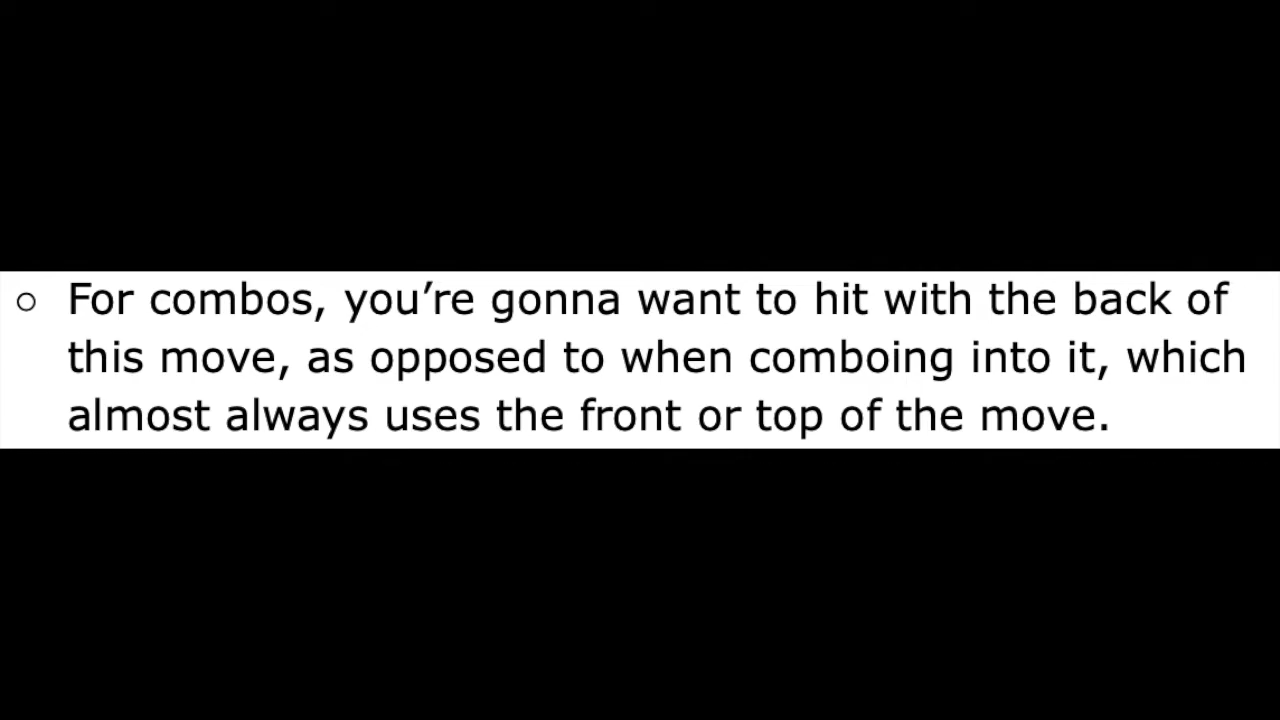 ○ For combos, you’re gonna want to hit with the back of
this move, as opposed to when comboing into it, which
almost always uses the front or top of the move.